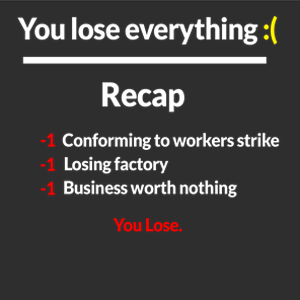 You lose everything :(
Recap
-1 Conforming to workers strike
-1 Losing factory
-1 Business worth nothing
You Lose.